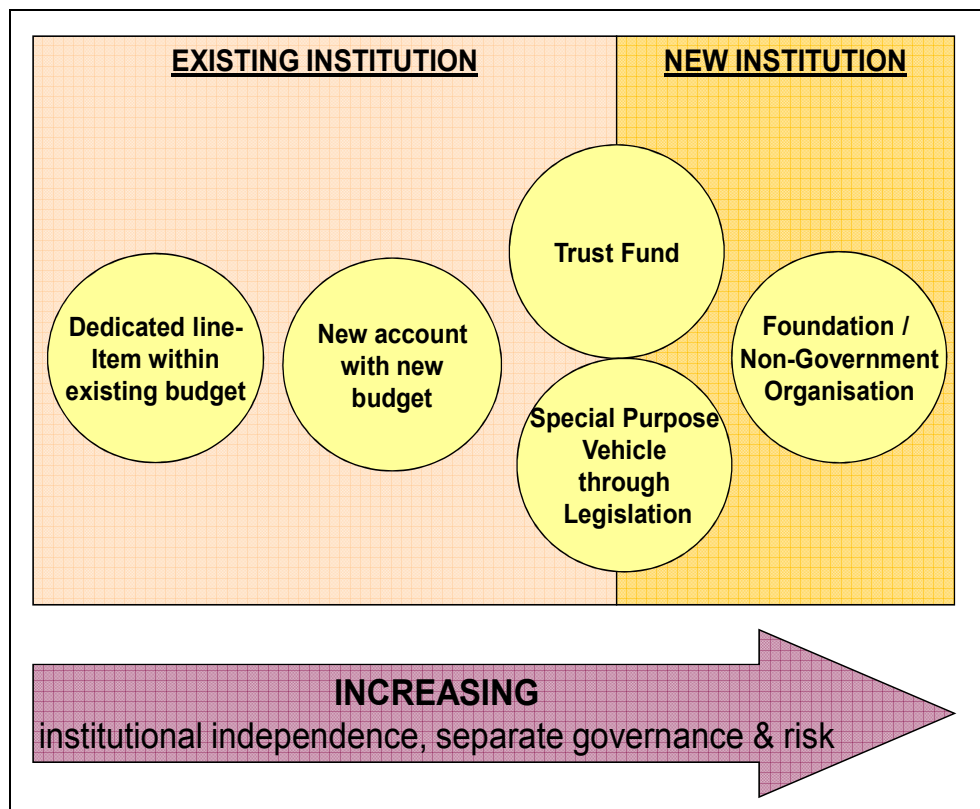 EXISTING INSTITUTION
NEW INSTITUTION
Dedicated line-
Item within
existing budget
New account
with new
budget
Trust Fund
Special Purpose
Vehicle
through
Legislation
Foundation /
Non-Government
Organisation
INCREASING
institutional independence, separate governance & risk